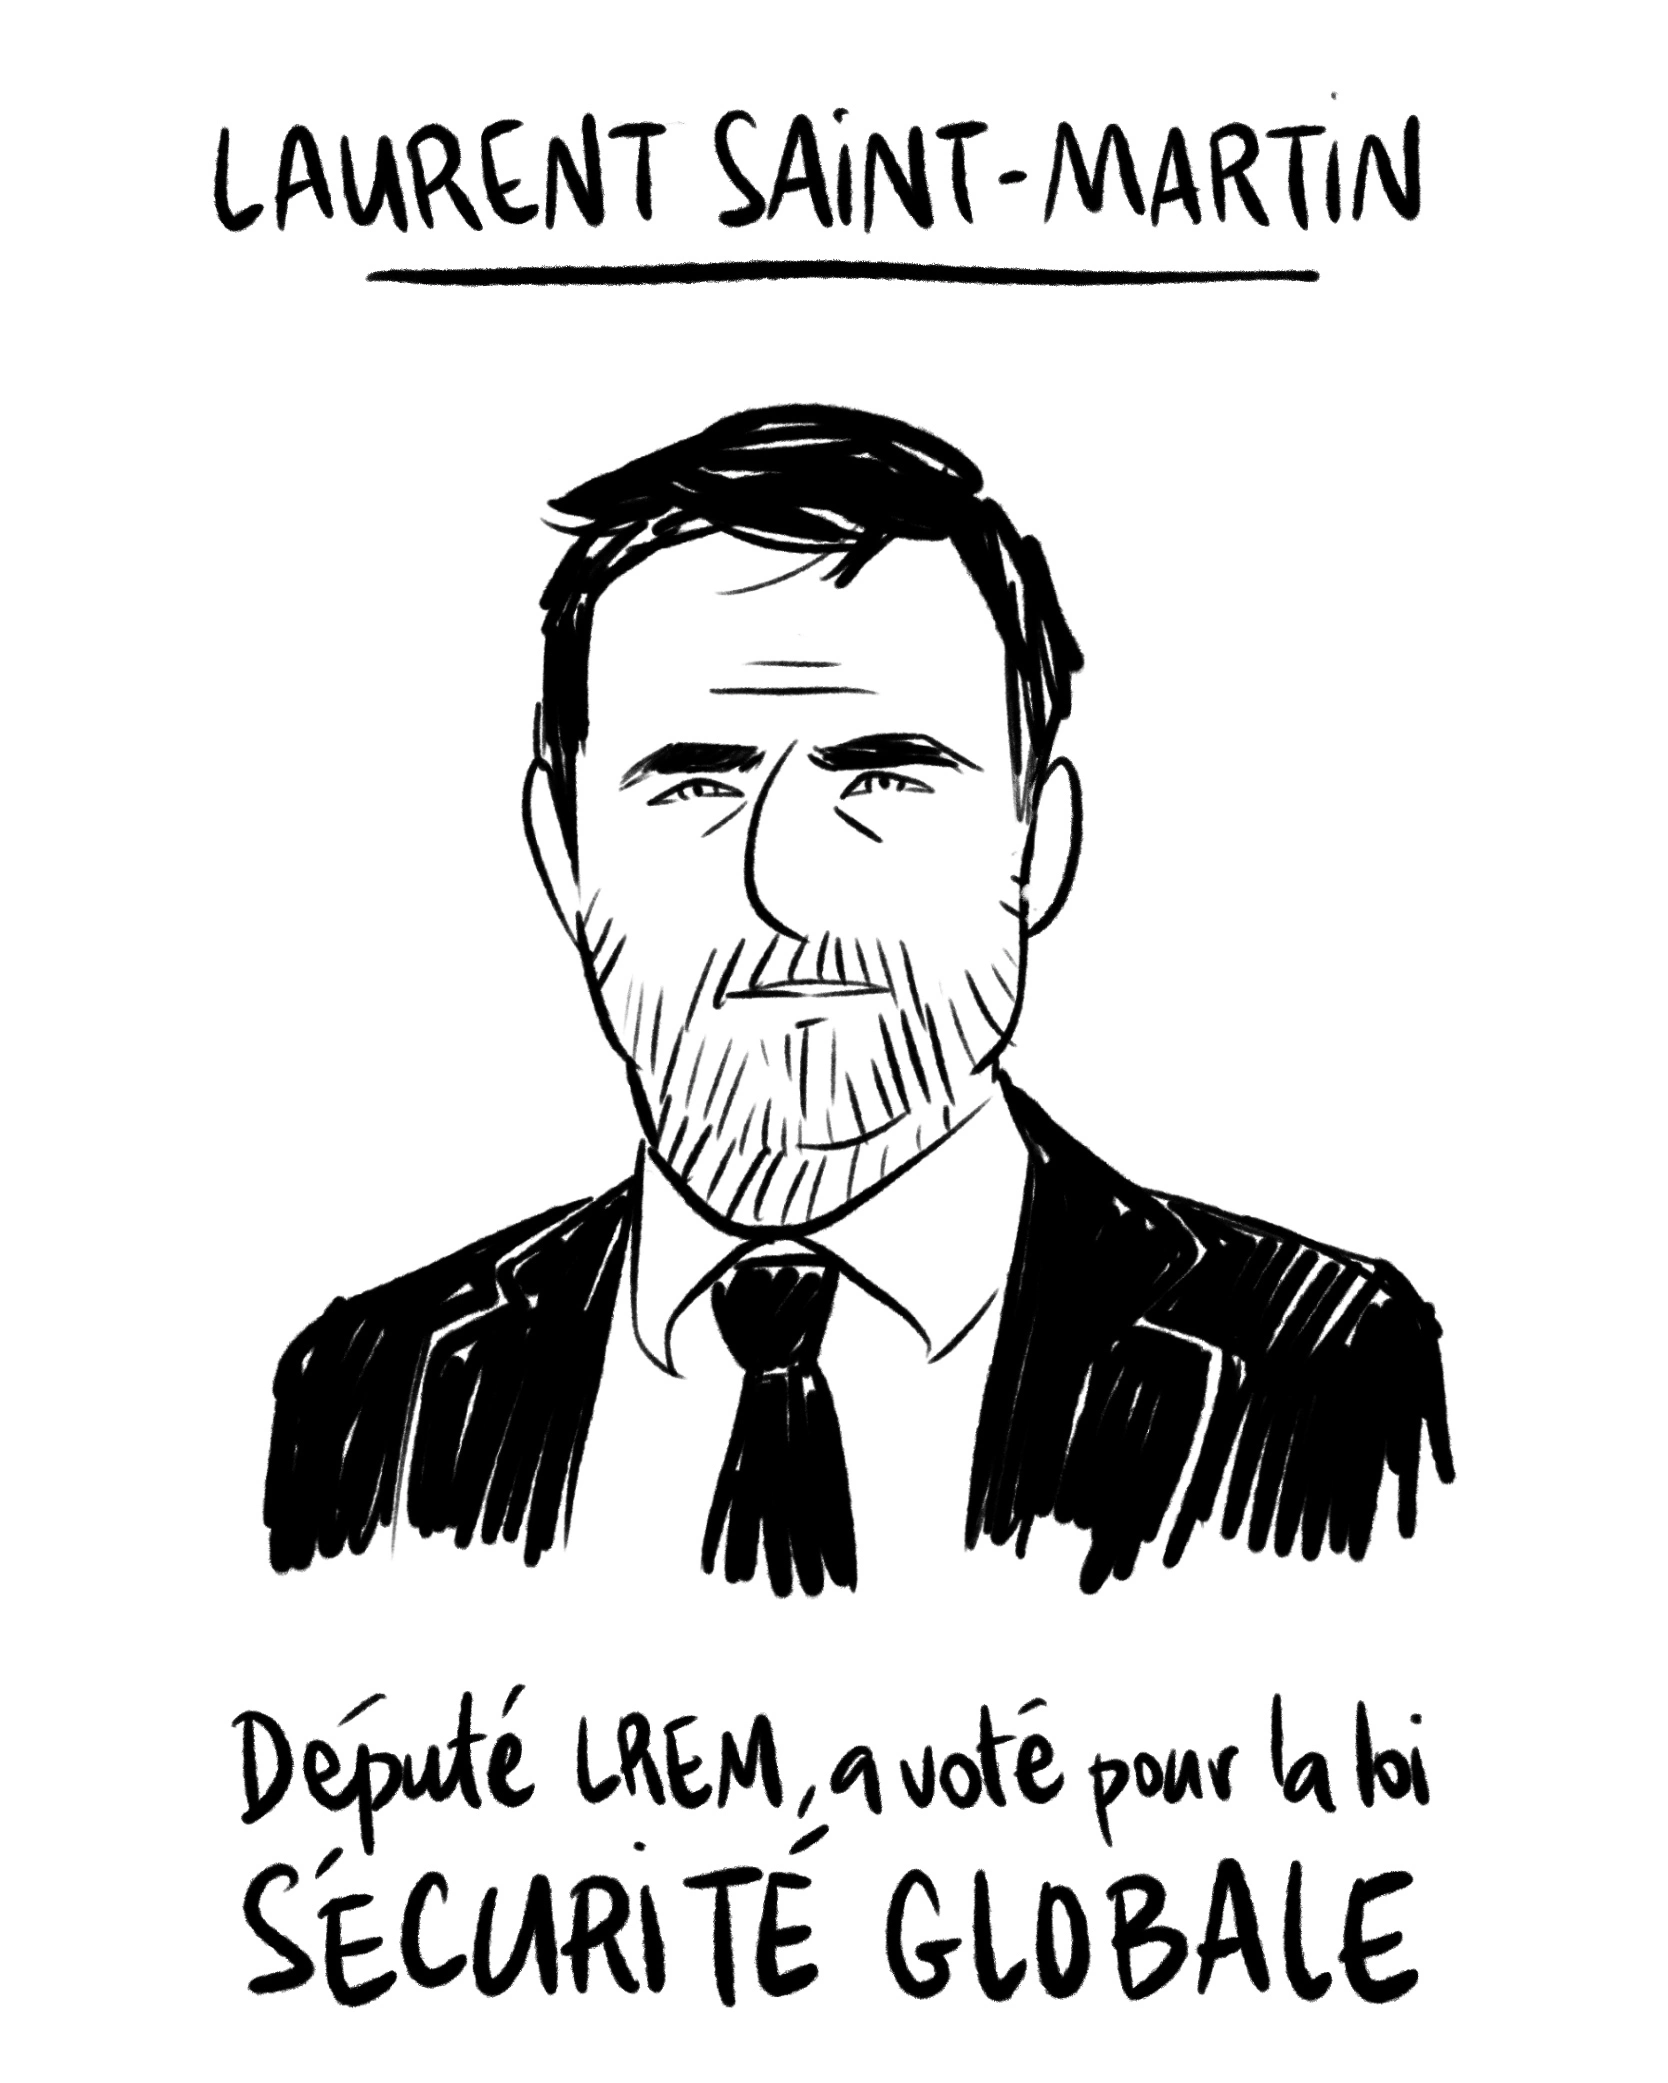 LAURENT SAiNT-MARTiN
Député LREM, a voté pour la loi
SÉCURiTÉ GLOBALE